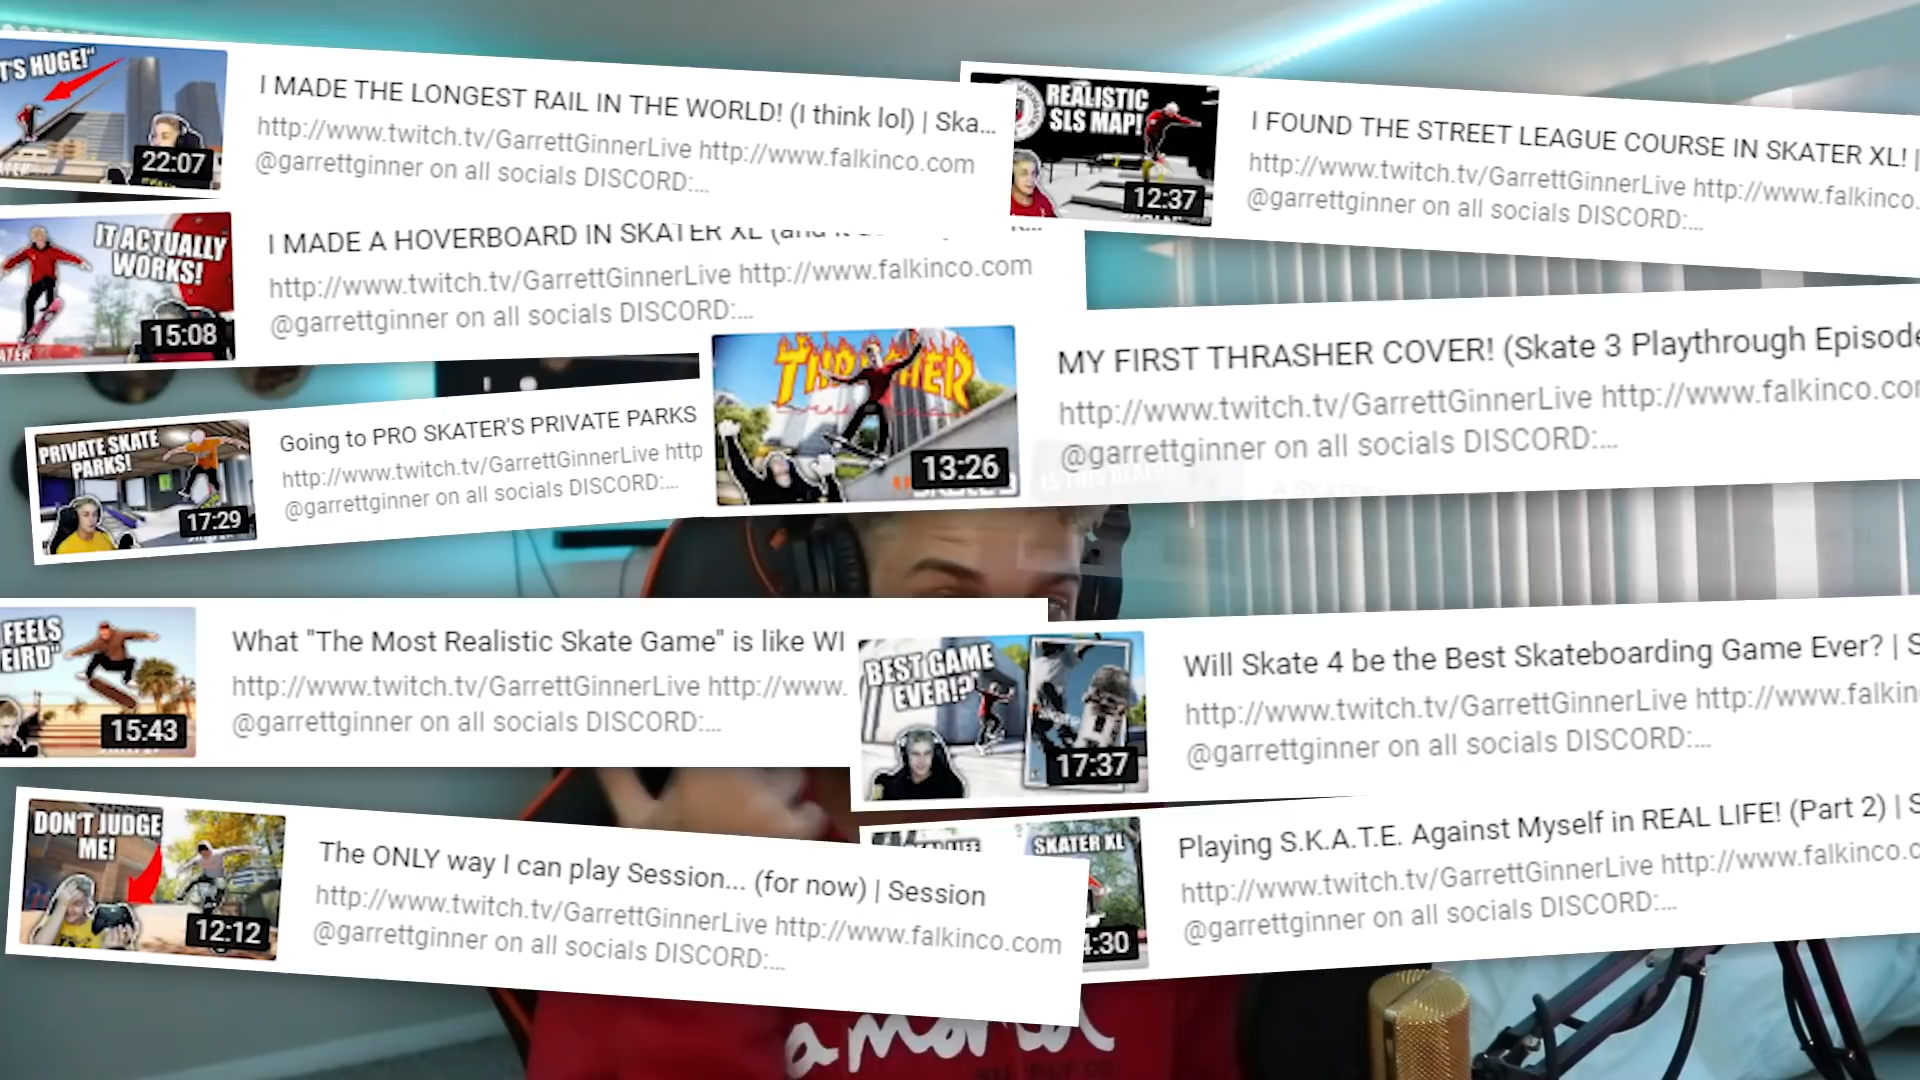 T'S HUGE!"
22:07
I MADE THE LONGEST RAIL IN THE WORLD! (I think lol) | Ska...
http://www.twitch.tv/GarrettGinnerLive http://www.falkinco.com
@garrettginner on all socials DISCORD:...
REALISTIC
SLS MAP!
12:37
I FOUND THE STREET LEAGUE COURSE IN SKATER XL! |
http://www.twitch.tv/GarrettGinnerLive http://www.falkinco.
@garrettginner on all socials DISCORD:...
IT ACTUALLY
WORKS!
15:08
I MADE A HOVERBOARD IN SKATER XL (and it
http://www.twitch.tv/GarrettGinnerLive http://www.falkinco.com
@garrettginner on all socials DISCORD:...
THRASHER
13:26
MY FIRST THRASHER COVER! (Skate 3 Playthrough Episode
http://www.twitch.tv/GarrettGinnerLive http://www.falkinco.com
@garrettginner on all socials DISCORD:...
IS THIS
PRIVATE SKATE
PARKS!
17:29
Going to PRO SKATER'S PRIVATE PARKS
http://www.twitch.tv/GarrettGinnerLive http
@garrettginner on all socials DISCORD:...
FEELS
EIRD"
15:43
What "The Most Realistic Skate Game" is like WI
http://www.twitch.tv/GarrettGinnerLive http://www.
@garrettginner on all socials DISCORD:...
BEST GAME
EVER!?
17:37
Will Skate 4 be the Best Skateboarding Game Ever? | S
http://www.twitch.tv/GarrettGinnerLive http://www.falkin
@garrettginner on all socials DISCORD:...
DON'T JUDGE
ME!
12:12
The ONLY way I can play Session... (for now) | Session
http://www.twitch.tv/GarrettGinnerLive http://www.falkinco.com
@garrettginner on all socials DISCORD:...
SKATER XL
4:30
Playing S.K.A.T.E. Against Myself in REAL LIFE! (Part 2) | S
http://www.twitch.tv/GarrettGinnerLive http://www.falkinco.c
@garrettginner on all socials DISCORD:...